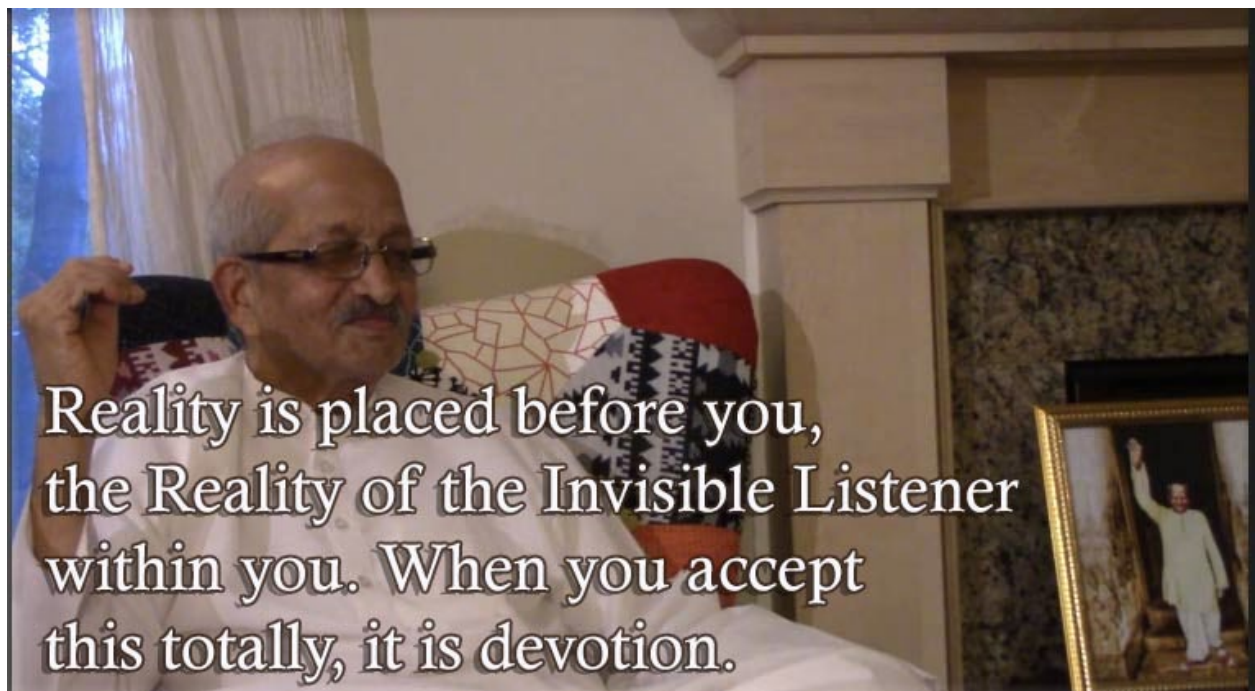 Reality is placed before you,
the Reality of the Invisible Listener
within you. When you accept
this totally, it is devotion.